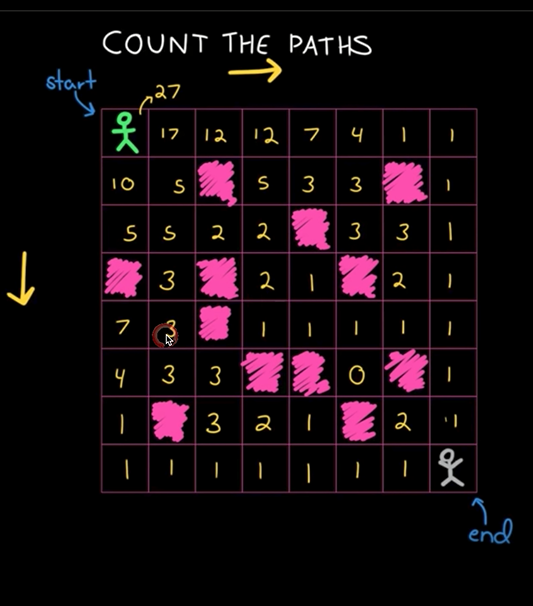 COUNT THE PATHS
start
27
17 12 12 7 4 1 1
10 5 5 3 3 1
5 5 2 2 3 3 1
3 2 1 2 1
7 3 1 1 1 1 1
4 3 3 0 1
1 3 2 1 2 1
1 1 1 1 1 1 1
end